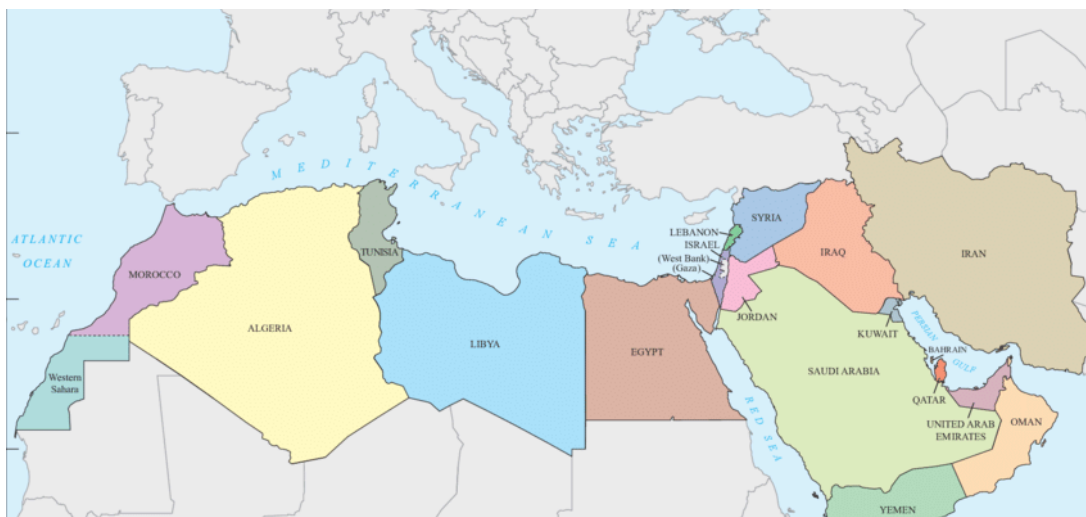 MEDITERRANEAN SEA
ATLANTIC
OCEAN
MOROCCO
TUNISIA
LEBANON
SYRIA
ISRAEL
(West Bank)
(Gaza)
IRAQ
IRAN
JORDAN
KUWAIT
PERSIAN
GULF
ALGERIA
LIBYA
EGYPT
BAHRAIN
SAUDI ARABIA
Western
Sahara
QATAR
RED SEA
UNITED ARAB
EMIRATES
OMAN
YEMEN